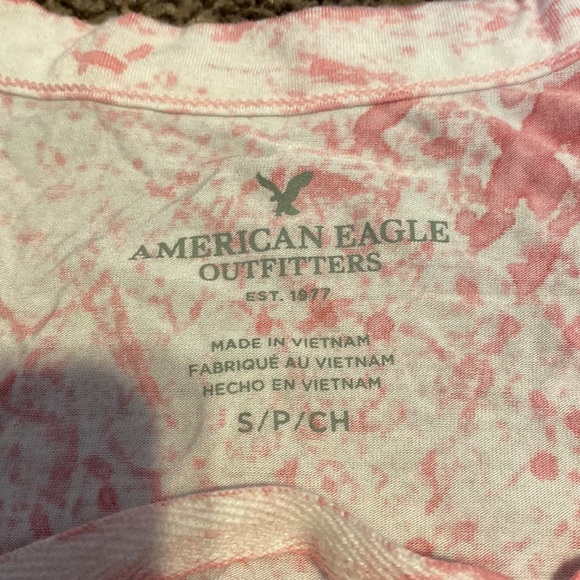 AMERICAN EAGLE
OUTFITTERS
EST. 1977
MADE IN VIETNAM
FABRIQUÉ AU VIETNAM
HECHO EN VIETNAM
S/P/CH